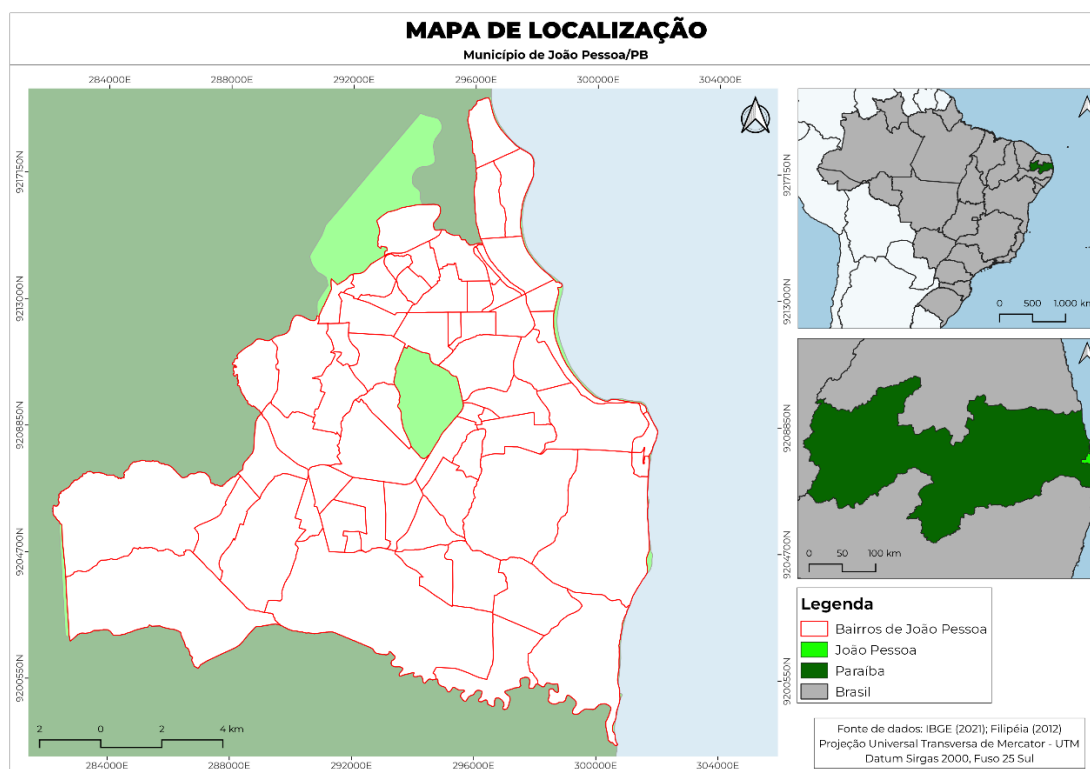 MAPA DE LOCALIZAÇÃO
Município de João Pessoa/PB
284000E 288000E 292000E 296000E 300000E 304000E
9217150N
9213000N
9208850N
9204700N
9200550N
9217150N
9213000N
9208850N
9204700N
9200550N
0 500 1.000 km
0 50 100 km
2 0 2 4 km
284000E 288000E 292000E 296000E 300000E 304000E
Legenda
Bairros de João Pessoa
João Pessoa
Paraíba
Brasil
Fonte de dados: IBGE (2021); Filipéia (2012)
Projeção Universal Transversa de Mercator - UTM
Datum Sirgas 2000, Fuso 25 Sul